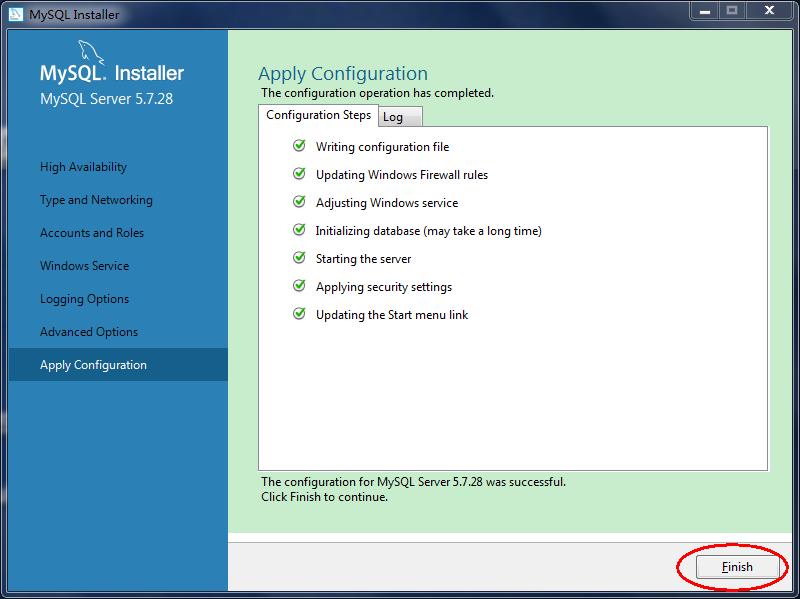 MySQL Installer
MySQL. Installer
MySQL Server 5.7.28
High Availability
Type and Networking
Accounts and Roles
Windows Service
Logging Options
Advanced Options
Apply Configuration
Apply Configuration
The configuration operation has completed.
Configuration Steps
Log
Writing configuration file
Updating Windows Firewall rules
Adjusting Windows service
Initializing database (may take a long time)
Starting the server
Applying security settings
Updating the Start menu link
The configuration for MySQL Server 5.7.28 was successful.
Click Finish to continue.
Finish